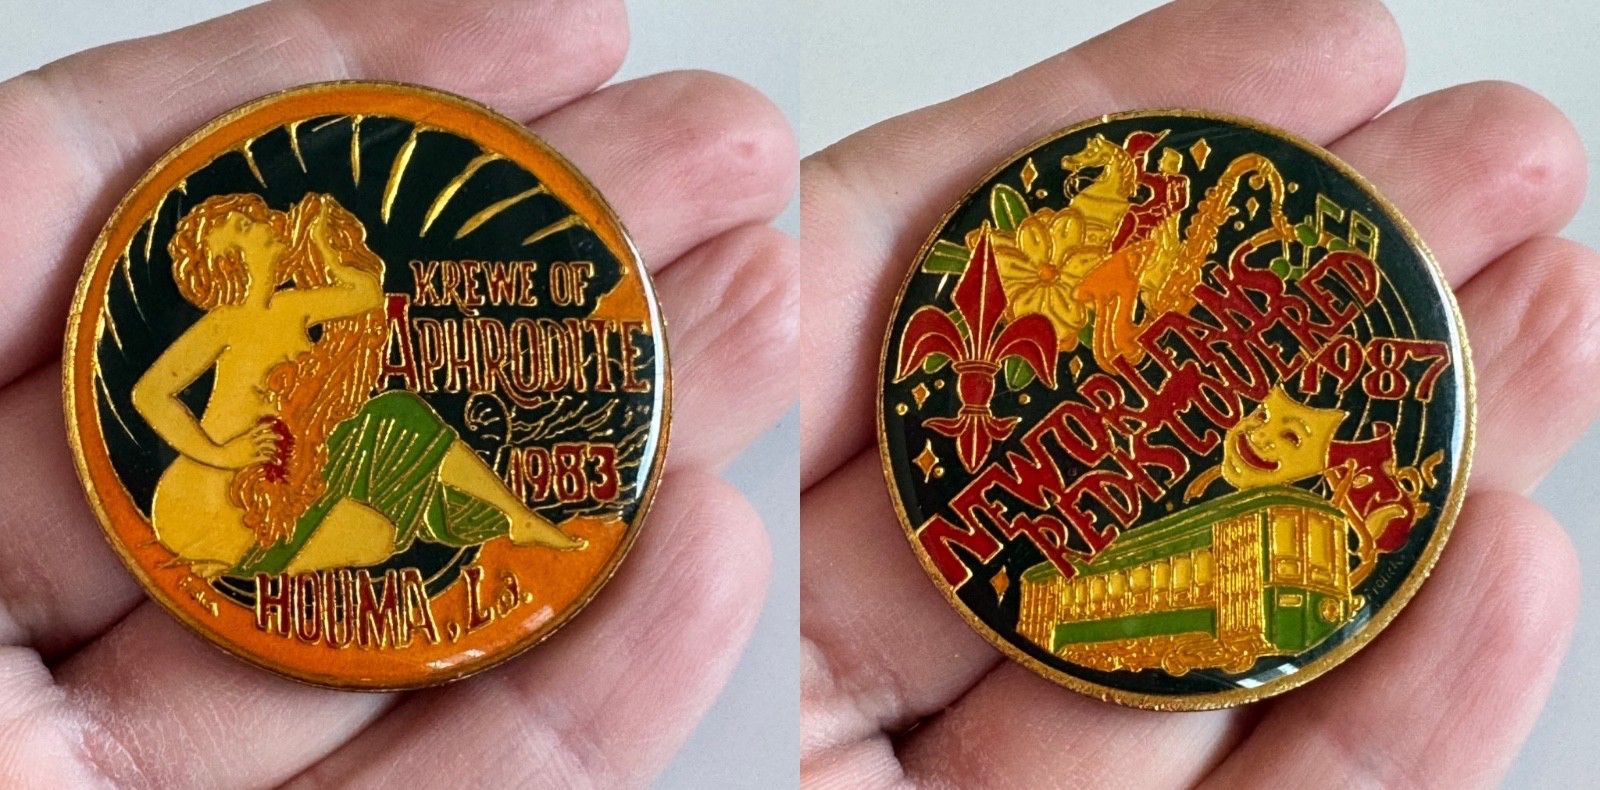 KREWE OF
APHRODITE
1983
HOUMA, La.
NEW ORLEANS
REDISCOVERED
1987